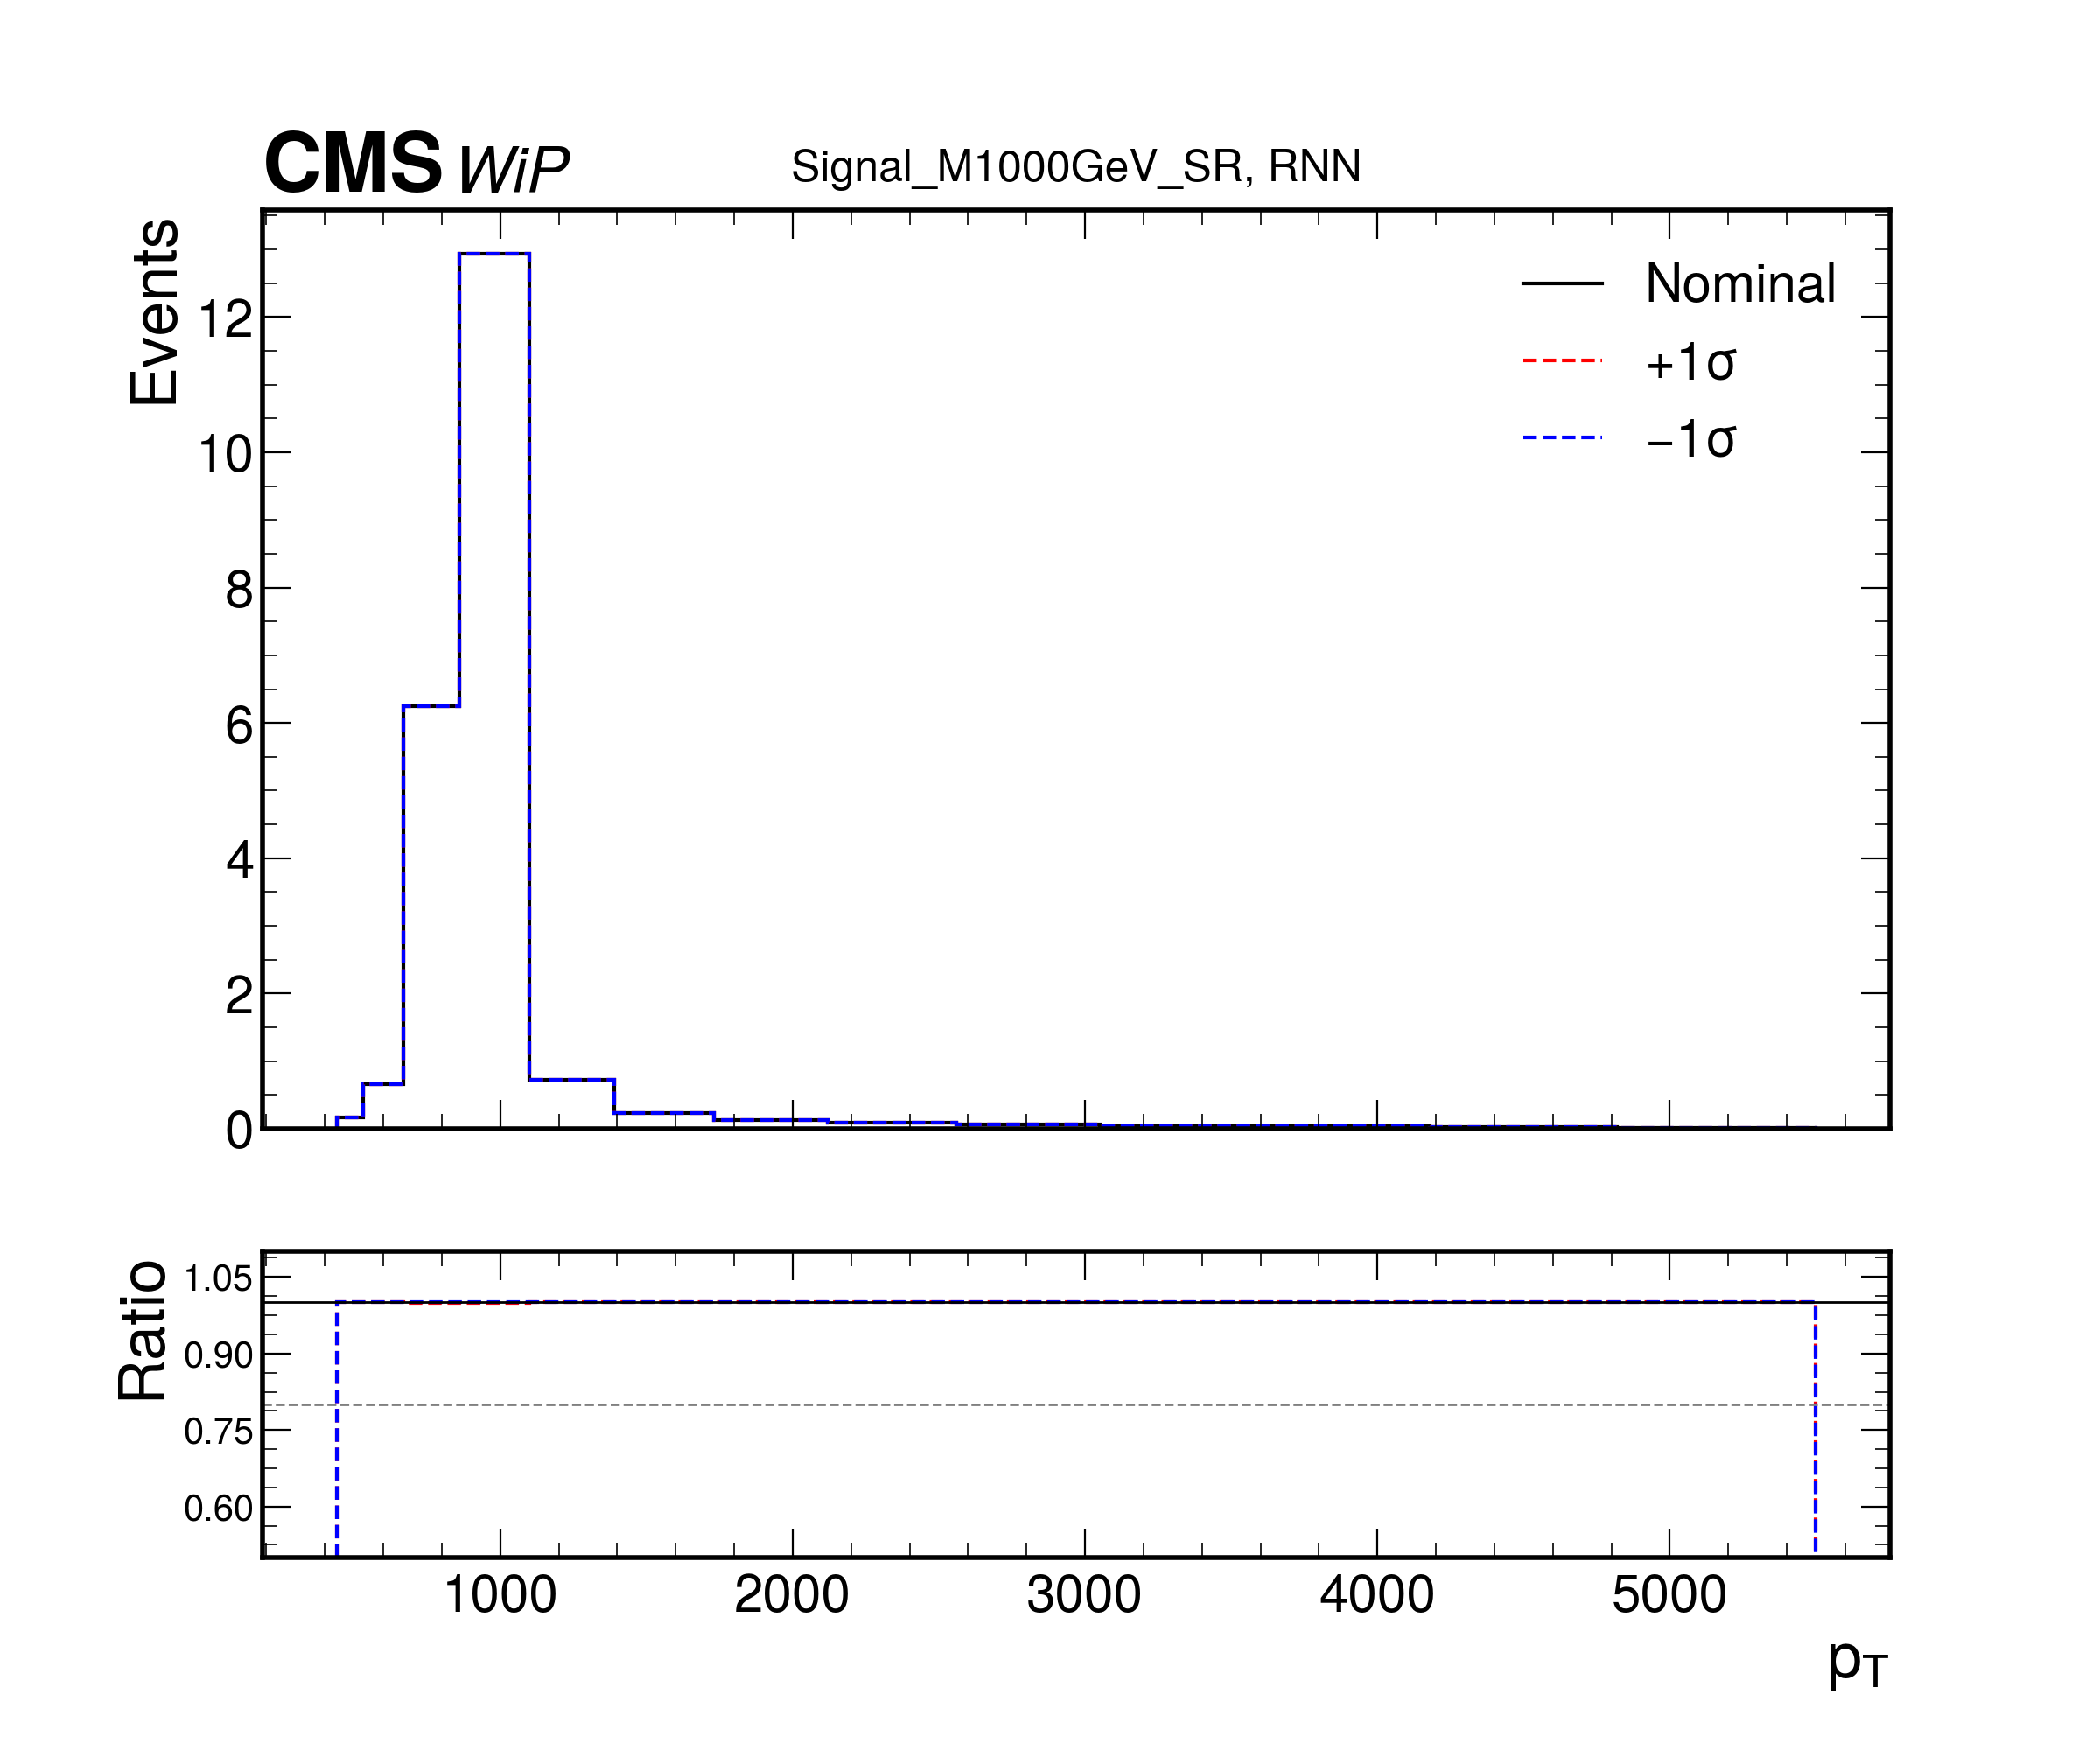 CMS WiP Signal_M1000GeV_SR, RNN
Events
12
10
8
6
4
2
0
Nominal
+1σ
−1σ
Ratio
1.05
0.90
0.75
0.60
1000 2000 3000 4000 5000
pT